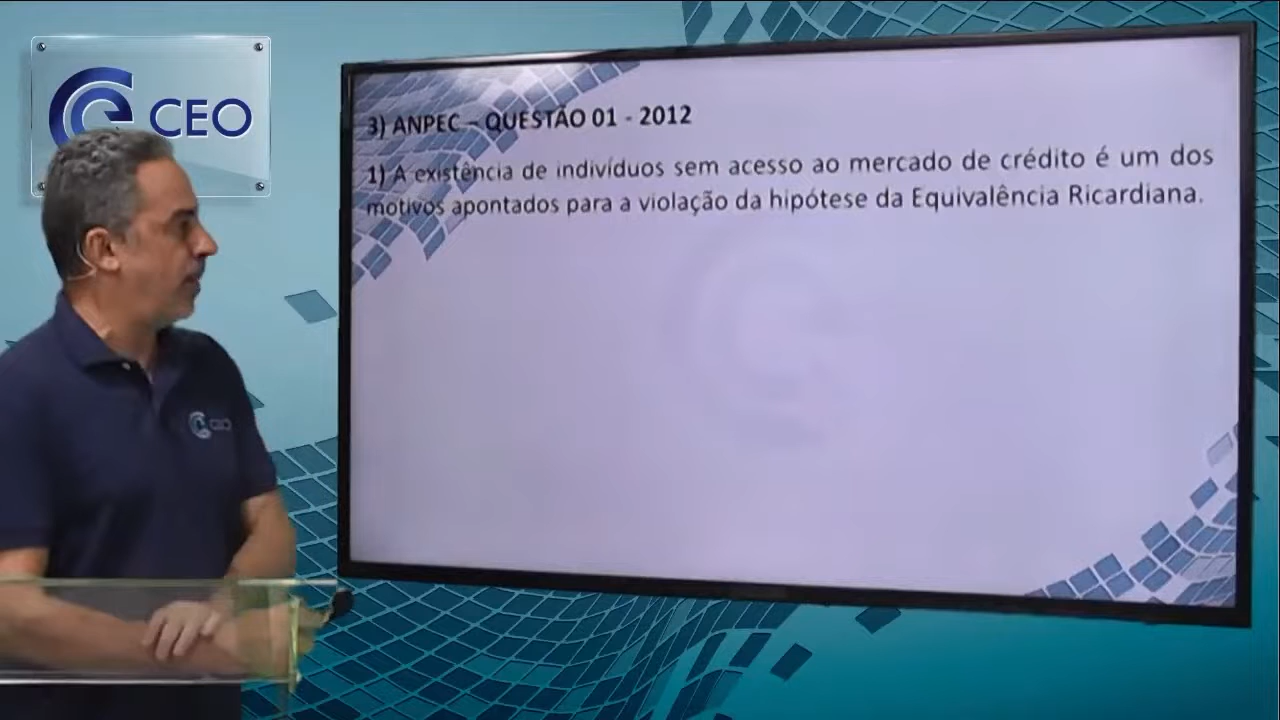 CEO
3) ANPEC – QUESTÃO 01 - 2012
1) A existência de indivíduos sem acesso ao mercado de crédito é um dos
motivos apontados para a violação da hipótese da Equivalência Ricardiana.
CEO